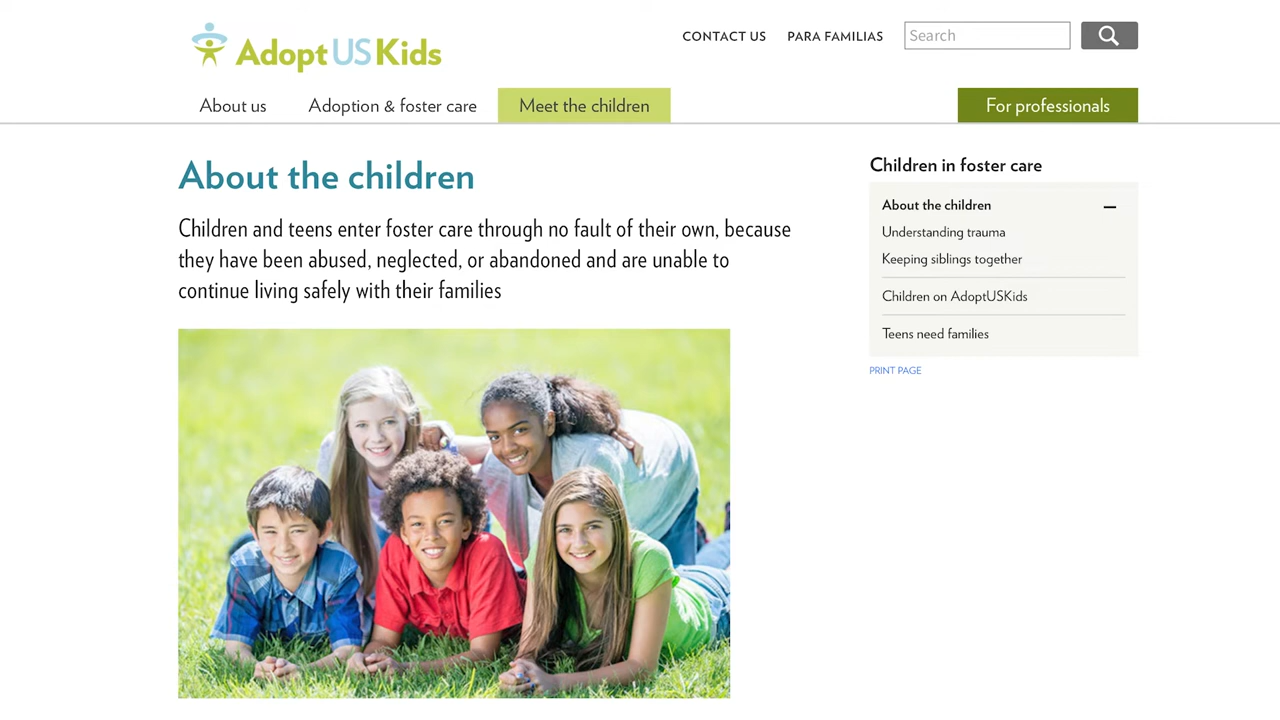 AdoptUSKids
CONTACT US
PARA FAMILIAS
Search
About us
Adoption & foster care
Meet the children
For professionals
About the children
Children and teens enter foster care through no fault of their own, because
they have been abused, neglected, or abandoned and are unable to
continue living safely with their families
Children in foster care
About the children
Understanding trauma
Keeping siblings together
Children on AdoptUSKids
Teens need families
PRINT PAGE